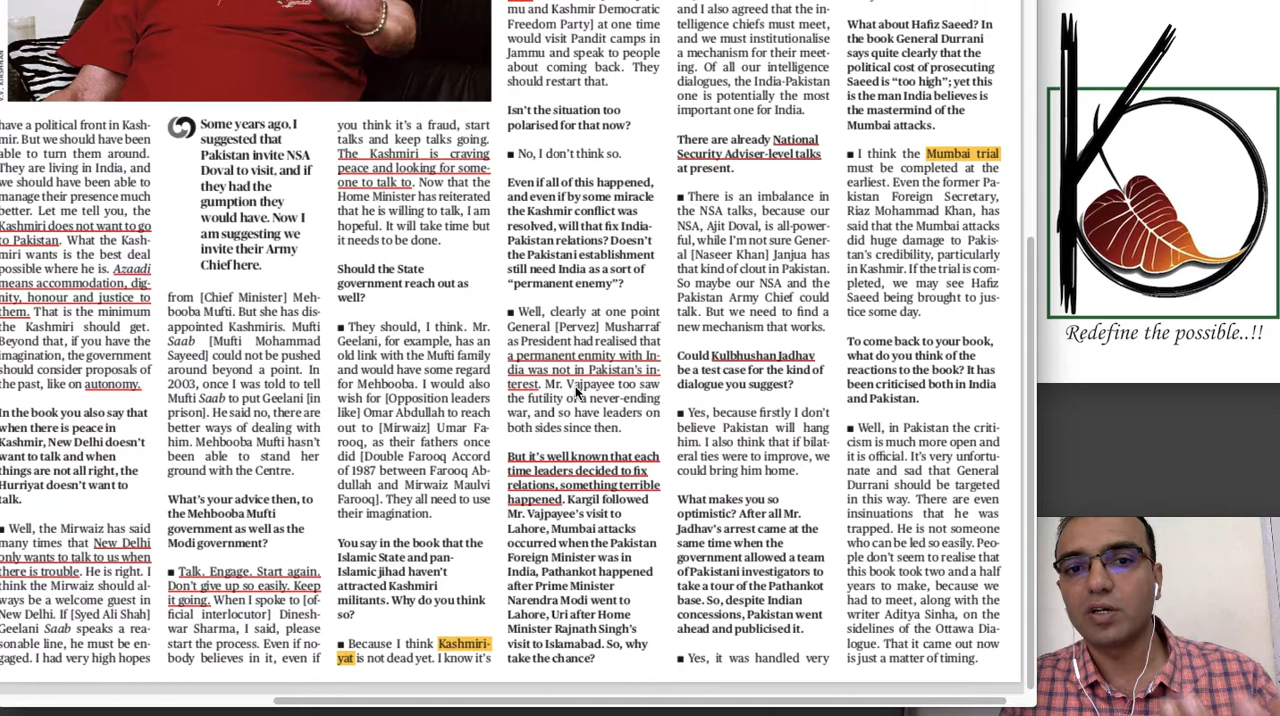 V.V. KRISHNAN
have a political front in Kash-
mir. But we should have been
able to turn them around.
They are living in India, and
we should have been able to
manage their presence much
better. Let me tell you, the
Kashmiri does not want to go
to Pakistan. What the Kash-
miri wants is the best deal
possible where he is. Azaadi
means accommodation, dig-
nity, honour and justice to
them. That is the minimum
the Kashmiri should get.
Beyond that, if you have the
imagination, the government
should consider proposals of
the past, like on autonomy.
In the book you also say that
when there is peace in
Kashmir, New Delhi doesn't
want to talk and when
things are not all right, the
Hurriyat doesn't want to
talk.
■ Well, the Mirwaiz has said
many times that New Delhi
only wants to talk to us when
there is trouble. He is right. I
think the Mirwaiz should al-
ways be a welcome guest in
New Delhi. If [Syed Ali Shah]
Geelani Saab speaks a rea-
sonable line, he must be en-
gaged. I had very high hopes
Some years ago, I
suggested that
Pakistan invite NSA
Doval to visit, and if
they had the
gumption they
would have. Now I
am suggesting we
invite their Army
Chief here.
from [Chief Minister] Meh-
booba Mufti. But she has dis-
appointed Kashmiris. Mufti
Saab [Mufti Mohammad
Sayeed] could not be pushed
around beyond a point. In
2003, once I was told to tell
Mufti Saab to put Geelani [in
prison]. He said no, there are
better ways of dealing with
him. Mehbooba Mufti hasn't
been able to stand her
ground with the Centre.
What's your advice then, to
the Mehbooba Mufti
government as well as the
Modi government?
■ Talk. Engage. Start again.
Don't give up so easily. Keep
it going. When I spoke to [of-
ficial interlocutor] Dinesh-
war Sharma, I said, please
start the process. Even if no-
body believes in it, even if
you think it's a fraud, start
talks and keep talks going.
The Kashmiri is craving
peace and looking for some-
one to talk to. Now that the
Home Minister has reiterated
that he is willing to talk, I am
hopeful. It will take time but
it needs to be done.
Should the State
government reach out as
well?
■ They should, I think. Mr.
Geelani, for example, has an
old link with the Mufti family
and would have some regard
for Mehbooba. I would also
wish for [Opposition leaders
like] Omar Abdullah to reach
out to [Mirwaiz] Umar Fa-
rooq, as their fathers once
did [Double Farooq Accord
of 1987 between Farooq Ab-
dullah and Mirwaiz Maulvi
Farooq]. They all need to use
their imagination.
You say in the book that the
Islamic State and pan-
Islamic jihad haven't
attracted Kashmiri
militants. Why do you think
so?
■ Because I think Kashmiri-
yat is not dead yet. I know it's
mu and Kashmir Democratic
Freedom Party] at one time
would visit Pandit camps in
Jammu and speak to people
about coming back. They
should restart that.
Isn't the situation too
polarised for that now?
■ No, I don't think so.
Even if all of this happened,
and even if by some miracle
the Kashmir conflict was
resolved, will that fix India-
Pakistan relations? Doesn't
the Pakistani establishment
still need India as a sort of
"permanent enemy"?
■ Well, clearly at one point
General [Pervez] Musharraf
as President had realised that
a permanent enmity with In-
dia was not in Pakistan's in-
terest. Mr. Vajpayee too saw
the futility of a never-ending
war, and so have leaders on
both sides since then.
But it's well known that each
time leaders decided to fix
relations, something terrible
happened. Kargil followed
Mr. Vajpayee's visit to
Lahore, Mumbai attacks
occurred when the Pakistan
Foreign Minister was in
India, Pathankot happened
after Prime Minister
Narendra Modi went to
Lahore, Uri after Home
Minister Rajnath Singh's
visit to Islamabad. So, why
take the chance?
and I also agreed that the in-
telligence chiefs must meet,
and we must institutionalise
a mechanism for their meet-
ing. Of all our intelligence
dialogues, the India-Pakistan
one is potentially the most
important one for India.
There are already National
Security Adviser-level talks
at present.
■ There is an imbalance in
the NSA talks, because our
NSA, Ajit Doval, is all-power-
ful, while I'm not sure Gener-
al [Naseer Khan] Janjua has
that kind of clout in Pakistan.
So maybe our NSA and the
Pakistan Army Chief could
talk. But we need to find a
new mechanism that works.
Could Kulbhushan Jadhav
be a test case for the kind of
dialogue you suggest?
■ Yes, because firstly I don't
believe Pakistan will hang
him. I also think that if bilat-
eral ties were to improve, we
could bring him home.
What makes you so
optimistic? After all Mr.
Jadhav's arrest came at the
same time when the
government allowed a team
of Pakistani investigators to
take a tour of the Pathankot
base. So, despite Indian
concessions, Pakistan went
ahead and publicised it.
■ Yes, it was handled very
What about Hafiz Saeed? In
the book General Durrani
says quite clearly that the
political cost of prosecuting
Saeed is "too high"; yet this
is the man India believes is
the mastermind of the
Mumbai attacks.
■ I think the Mumbai trial
must be completed at the
earliest. Even the former Pa-
kistan Foreign Secretary,
Riaz Mohammad Khan, has
said that the Mumbai attacks
did huge damage to Pakis-
tan's credibility, particularly
in Kashmir. If the trial is com-
pleted, we may see Hafiz
Saeed being brought to jus-
tice some day.
To come back to your book,
what do you think of the
reactions to the book? It has
been criticised both in India
and Pakistan.
■ Well, in Pakistan the criti-
cism is much more open and
it is official. It's very unfortu-
nate and sad that General
Durrani should be targeted
in this way. There are even
insinuations that he was
trapped. He is not someone
who can be led so easily. Peo-
ple don't seem to realise that
this book took two and a half
years to make, because we
had to meet, along with the
writer Aditya Sinha, on the
sidelines of the Ottawa Dia-
logue. That it came out now
is just a matter of timing.
Redefine the possible..!!